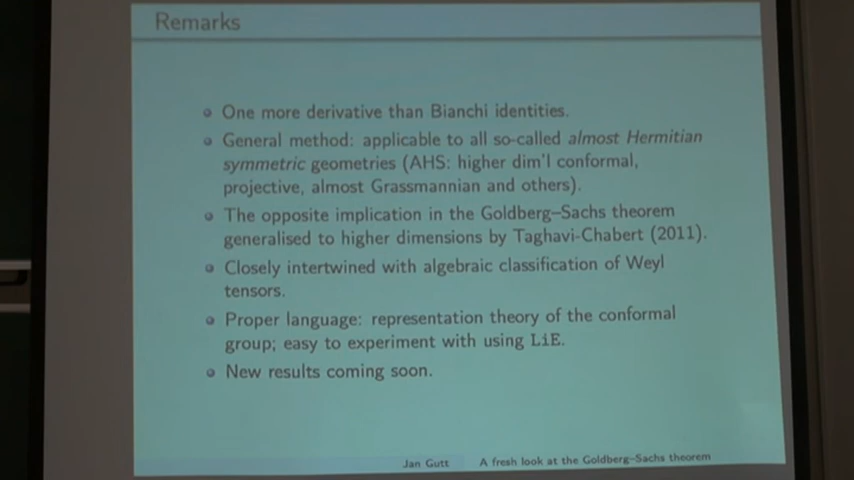 Remarks
One more derivative than Bianchi identities.
General method: applicable to all so-called almost Hermitian
symmetric geometries (AHS: higher dim'l conformal,
projective, almost Grassmannian and others).
The opposite implication in the Goldberg–Sachs theorem
generalised to higher dimensions by Taghavi-Chabert (2011).
Closely intertwined with algebraic classification of Weyl
tensors.
Proper language: representation theory of the conformal
group; easy to experiment with using LiE.
New results coming soon.
Jan Gutt A fresh look at the Goldberg–Sachs theorem